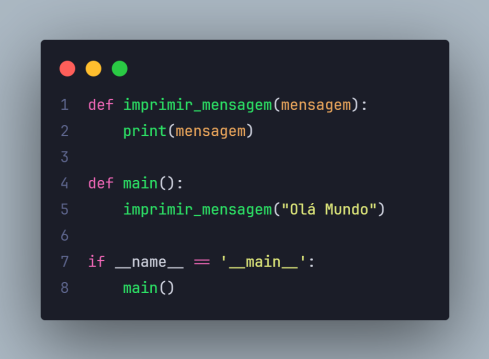 1 def imprimir_mensagem(mensagem):
2     print(mensagem)
3
4 def main():
5     imprimir_mensagem("Olá Mundo")
6
7 if __name__ == '__main__':
8     main()